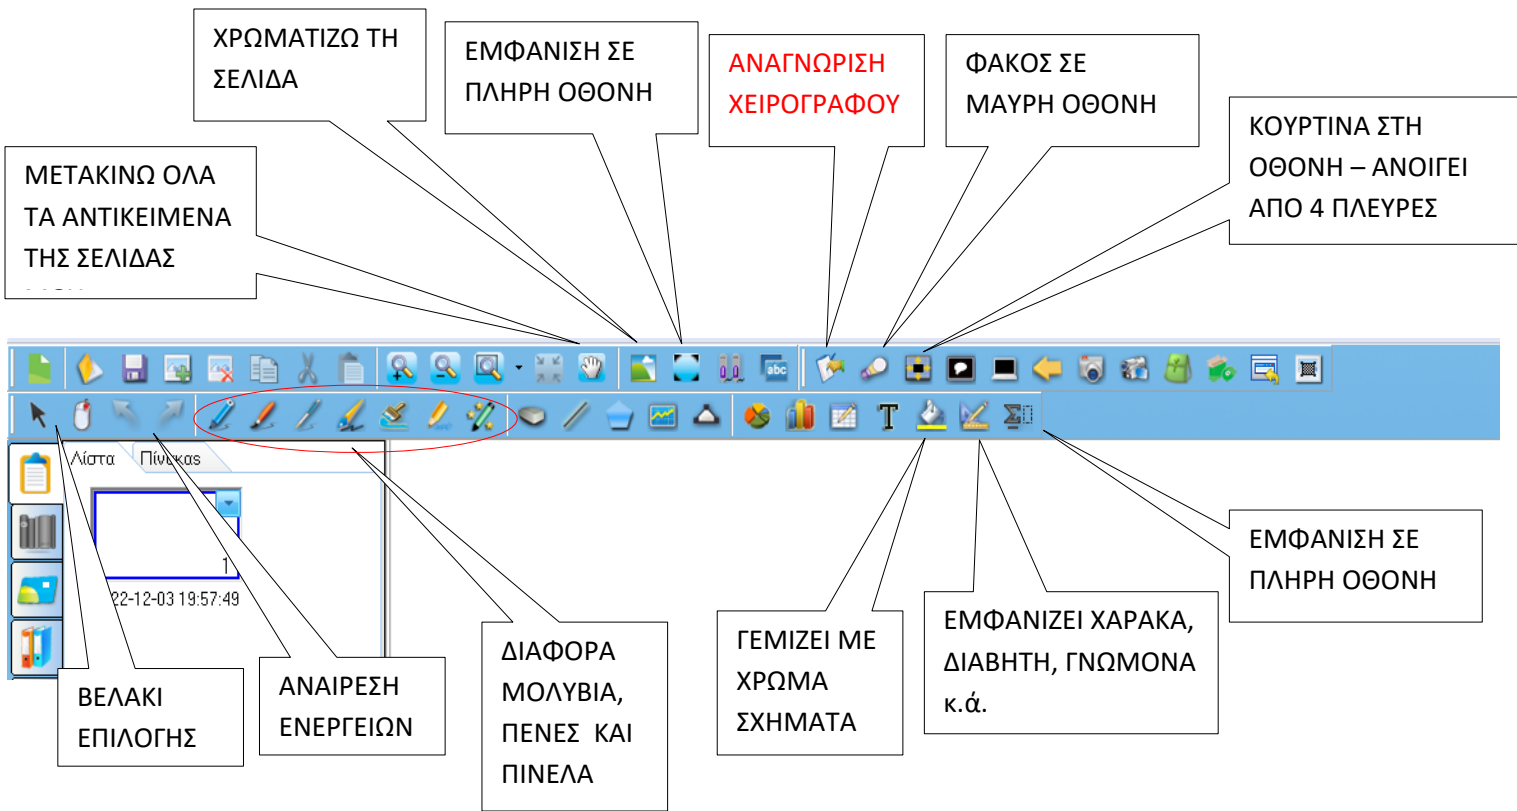 ΧΡΩΜΑΤΙΖΩ ΤΗ
ΣΕΛΙΔΑ
ΕΜΦΑΝΙΣΗ ΣΕ
ΠΛΗΡΗ ΟΘΟΝΗ
ΑΝΑΓΝΩΡΙΣΗ
ΧΕΙΡΟΓΡΑΦΟΥ
ΦΑΚΟΣ ΣΕ
ΜΑΥΡΗ ΟΘΟΝΗ
ΚΟΥΡΤΙΝΑ ΣΤΗ
ΟΘΟΝΗ – ΑΝΟΙΓΕΙ
ΑΠΟ 4 ΠΛΕΥΡΕΣ
ΜΕΤΑΚΙΝΩ ΟΛΑ
ΤΑ ΑΝΤΙΚΕΙΜΕΝΑ
ΤΗΣ ΣΕΛΙΔΑΣ
abc
T
Λίστα
Πίνακας
1
22-12-03 19:57:49
ΒΕΛΑΚΙ
ΕΠΙΛΟΓΗΣ
ΑΝΑΙΡΕΣΗ
ΕΝΕΡΓΕΙΩΝ
ΔΙΑΦΟΡΑ
ΜΟΛΥΒΙΑ,
ΠΕΝΕΣ ΚΑΙ
ΠΙΝΕΛΑ
ΓΕΜΙΖΕΙ ΜΕ
ΧΡΩΜΑ
ΣΧΗΜΑΤΑ
ΕΜΦΑΝΙΖΕΙ ΧΑΡΑΚΑ,
ΔΙΑΒΗΤΗ, ΓΝΩΜΟΝΑ
κ.ά.
ΕΜΦΑΝΙΣΗ ΣΕ
ΠΛΗΡΗ ΟΘΟΝΗ